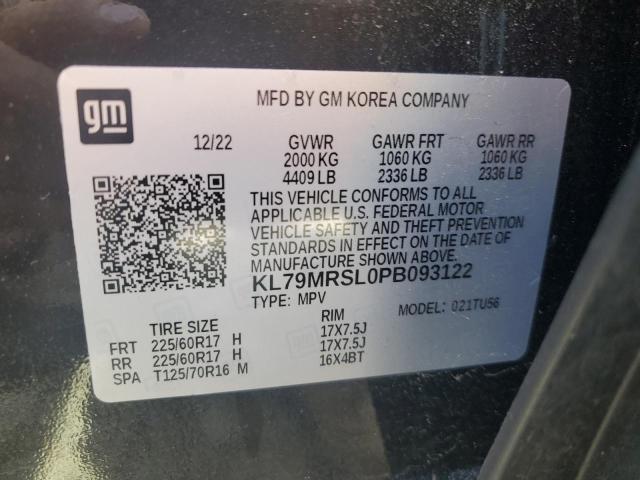 gm
MFD BY GM KOREA COMPANY
12/22 GVWR GAWR FRT GAWR RR
2000 KG 1060 KG 1060 KG
4409 LB 2336 LB 2336 LB
THIS VEHICLE CONFORMS TO ALL
APPLICABLE U.S. FEDERAL MOTOR
VEHICLE SAFETY AND THEFT PREVENTION
STANDARDS IN EFFECT ON THE DATE OF
MANUFACTURE SHOWN ABOVE.
KL79MRSL0PB093122
TYPE: MPV MODEL: 021TU56
TIRE SIZE RIM
FRT 225/60R17 H 17X7.5J
RR 225/60R17 H 17X7.5J
SPA T125/70R16 M 16X4BT